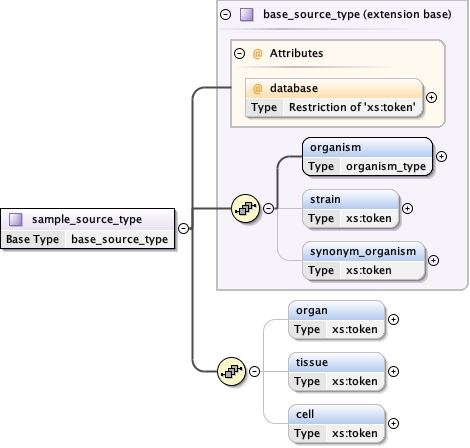 base_source_type (extension base)
@ Attributes
@ database
Type Restriction of 'xs:token'
organism
Type organism_type
strain
Type xs:token
synonym_organism
Type xs:token
sample_source_type
Base Type base_source_type
organ
Type xs:token
tissue
Type xs:token
cell
Type xs:token